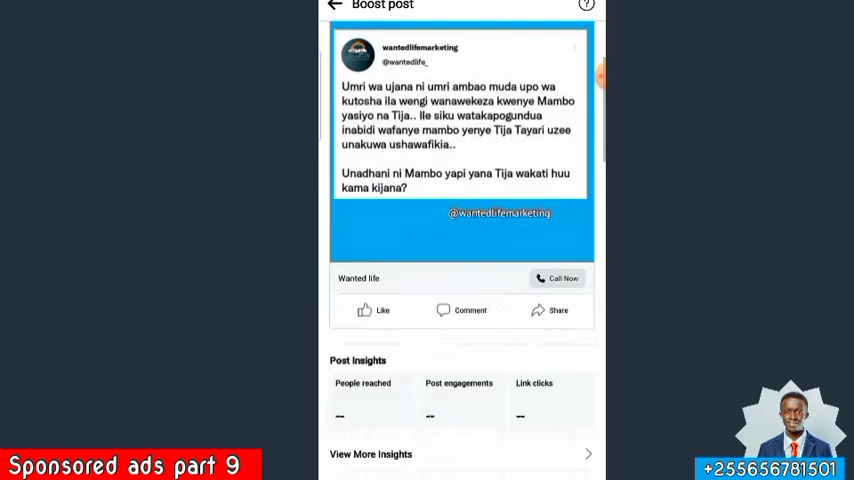 Boost post
wantedlifemarketing
@wantedlife_
Umri wa ujana ni umri ambao muda upo wa
kutosha ila wengi wanawekeza kwenye Mambo
yasiyo na Tija.. Ile siku watakapogundua
inabidi wafanye mambo yenye Tija Tayari uzee
unakuwa ushawafikia..
Unadhani ni Mambo yapi yana Tija wakati huu
kama kijana?
@wantedlifemarketing
Wanted life
Call Now
Like
Comment
Share
Post Insights
People reached
Post engagements
Link clicks
--
--
--
View More Insights
Sponsored ads part 9
+255656781501